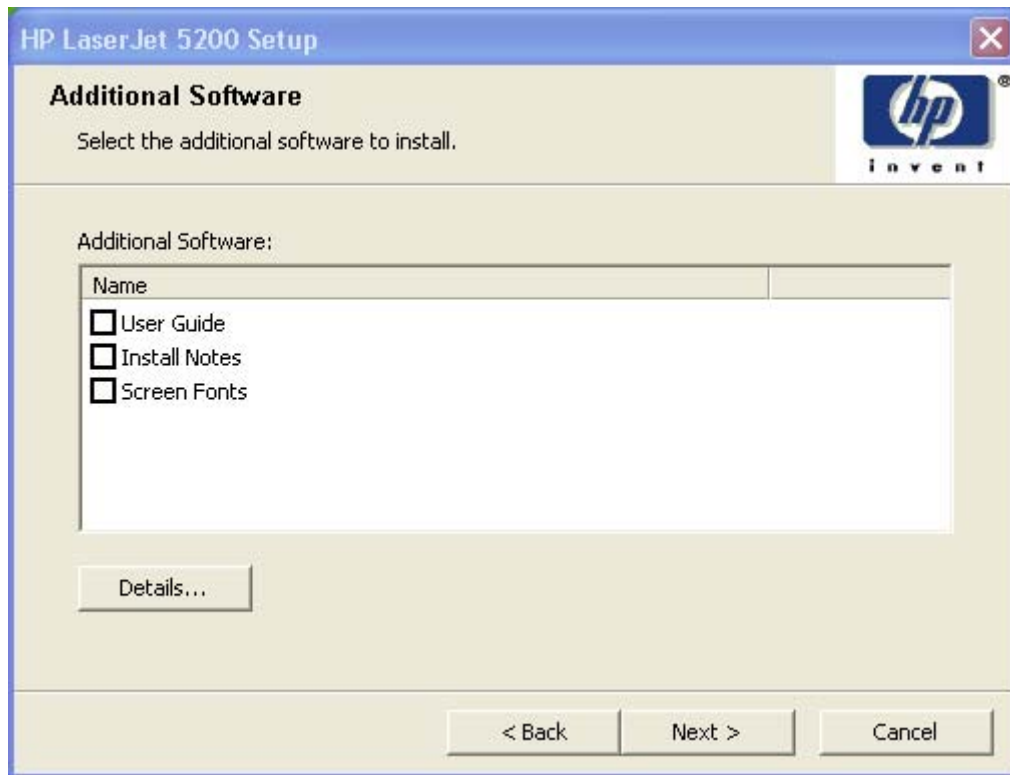 HP LaserJet 5200 Setup
Additional Software
Select the additional software to install.
hp
®
invent
Additional Software:
Name
User Guide
Install Notes
Screen Fonts
Details...
< Back Next > Cancel